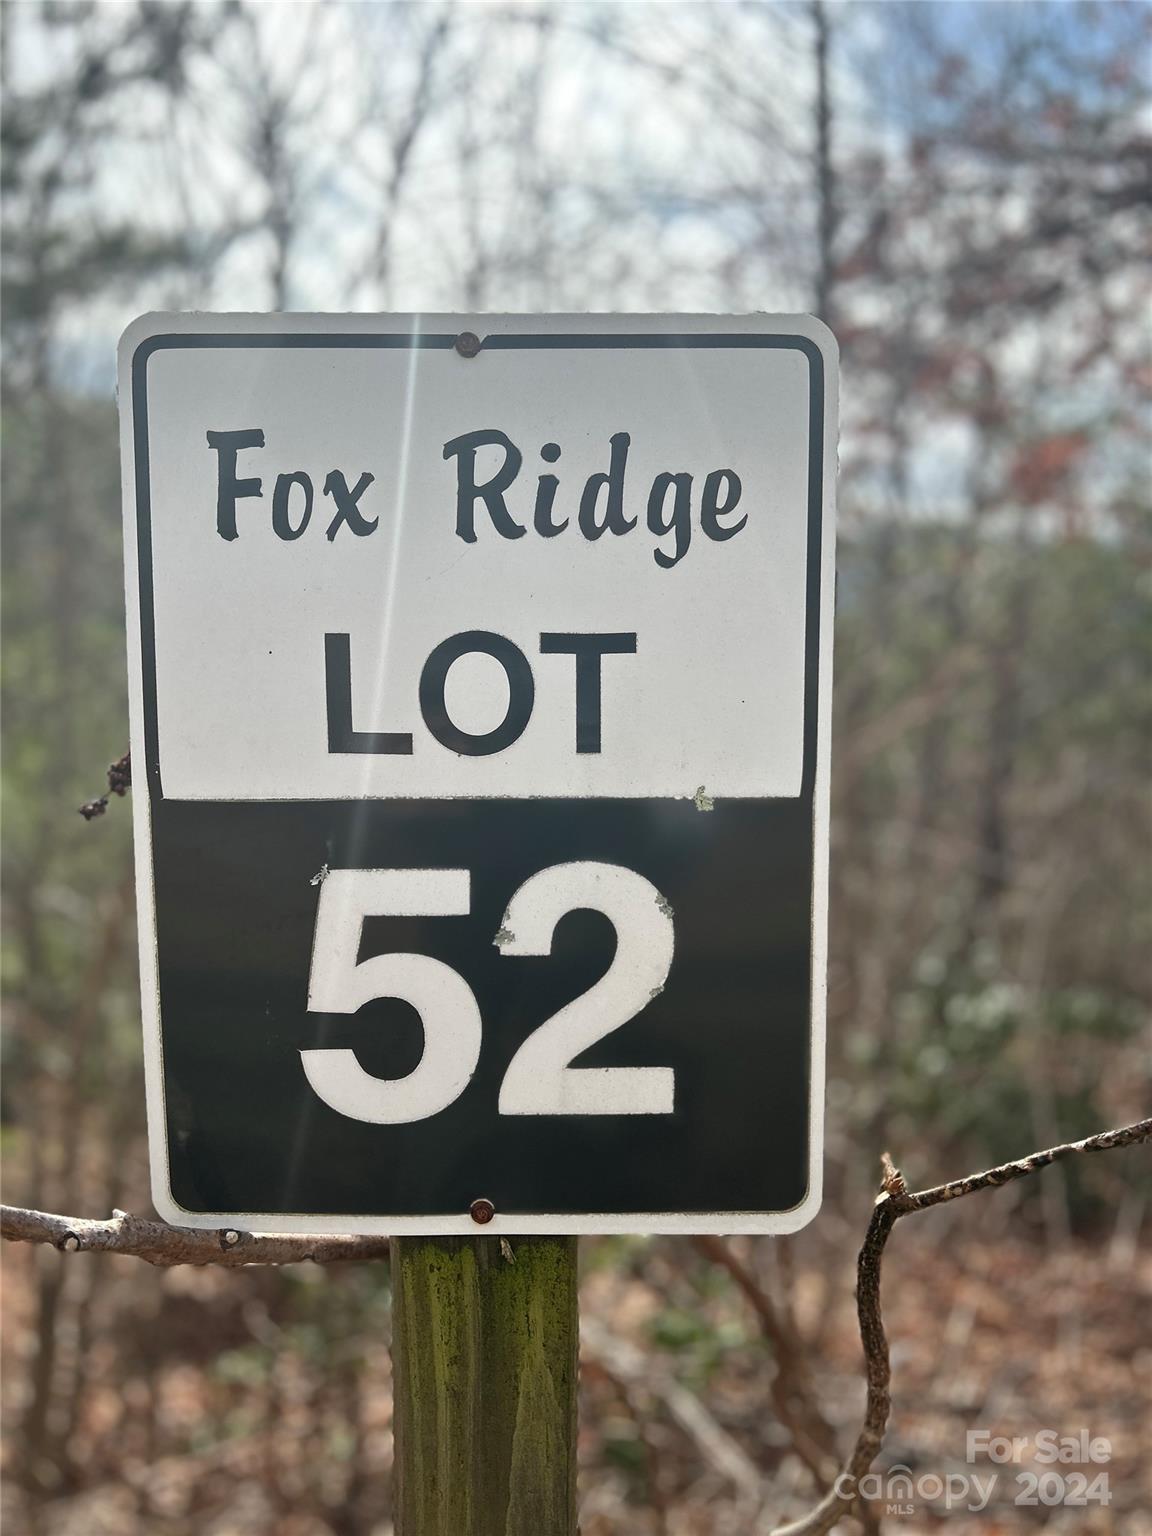 Fox Ridge
LOT
52
For Sale
canopy 2024
MLS